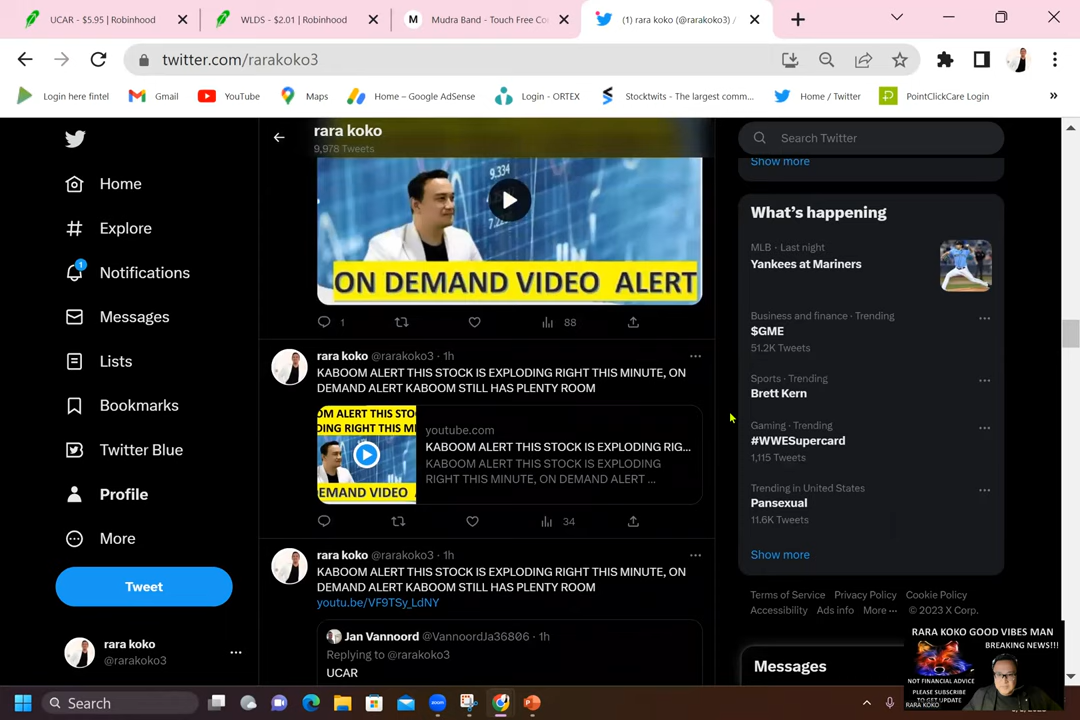 UCAR - $5.95 | Robinhood
WLDS - $2.01 | Robinhood
M
Mudra Band - Touch Free Co
(1) rara koko (@rarakoko3) /
twitter.com/rarakoko3
Login here fintel
Gmail
YouTube
Maps
Home – Google AdSense
Login - ORTEX
Stocktwits - The largest comm...
Home / Twitter
PointClickCare Login
rara koko
9,978 Tweets
Search Twitter
Show more
Home
Explore
1
Notifications
Messages
Lists
Bookmarks
Twitter Blue
Profile
More
Tweet
rara koko
@rarakoko3
9.334
ON DEMAND VIDEO ALERT
1
88
rara koko @rarakoko3 · 1h
KABOOM ALERT THIS STOCK IS EXPLODING RIGHT THIS MINUTE, ON
DEMAND ALERT KABOOM STILL HAS PLENTY ROOM
OM ALERT THIS STO
DING RIGHT THIS MI
EMAND VIDEO
youtube.com
KABOOM ALERT THIS STOCK IS EXPLODING RIG...
KABOOM ALERT THIS STOCK IS EXPLODING
RIGHT THIS MINUTE, ON DEMAND ALERT ...
34
rara koko @rarakoko3 · 1h
KABOOM ALERT THIS STOCK IS EXPLODING RIGHT THIS MINUTE, ON
DEMAND ALERT KABOOM STILL HAS PLENTY ROOM
youtu.be/VF9TSy_LdNY
Jan Vannoord @VannoordJa36806 · 1h
Replying to @rarakoko3
UCAR
What's happening
MLB · Last night
Yankees at Mariners
Business and finance · Trending
$GME
51.2K Tweets
Sports · Trending
Brett Kern
Gaming · Trending
#WWESupercard
1,115 Tweets
Trending in United States
Pansexual
11.6K Tweets
Show more
Terms of Service Privacy Policy Cookie Policy
Accessibility Ads info More ··· © 2023 X Corp.
Messages
RARA KOKO GOOD VIBES MAN
BREAKING NEWS!!!
NOT FINANCIAL ADVICE
PLEASE SUBSCRIBE
TO GET UPDATE
RARA KOKO
Search
zoom